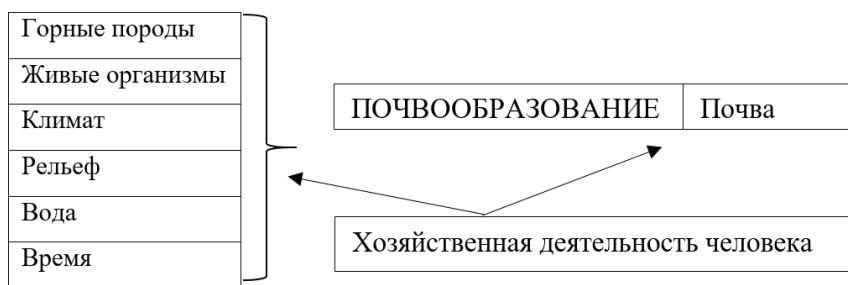 Горные породы
Живые организмы
Климат
Рельеф
Вода
Время
ПОЧВООБРАЗОВАНИЕ
Почва
Хозяйственная деятельность человека